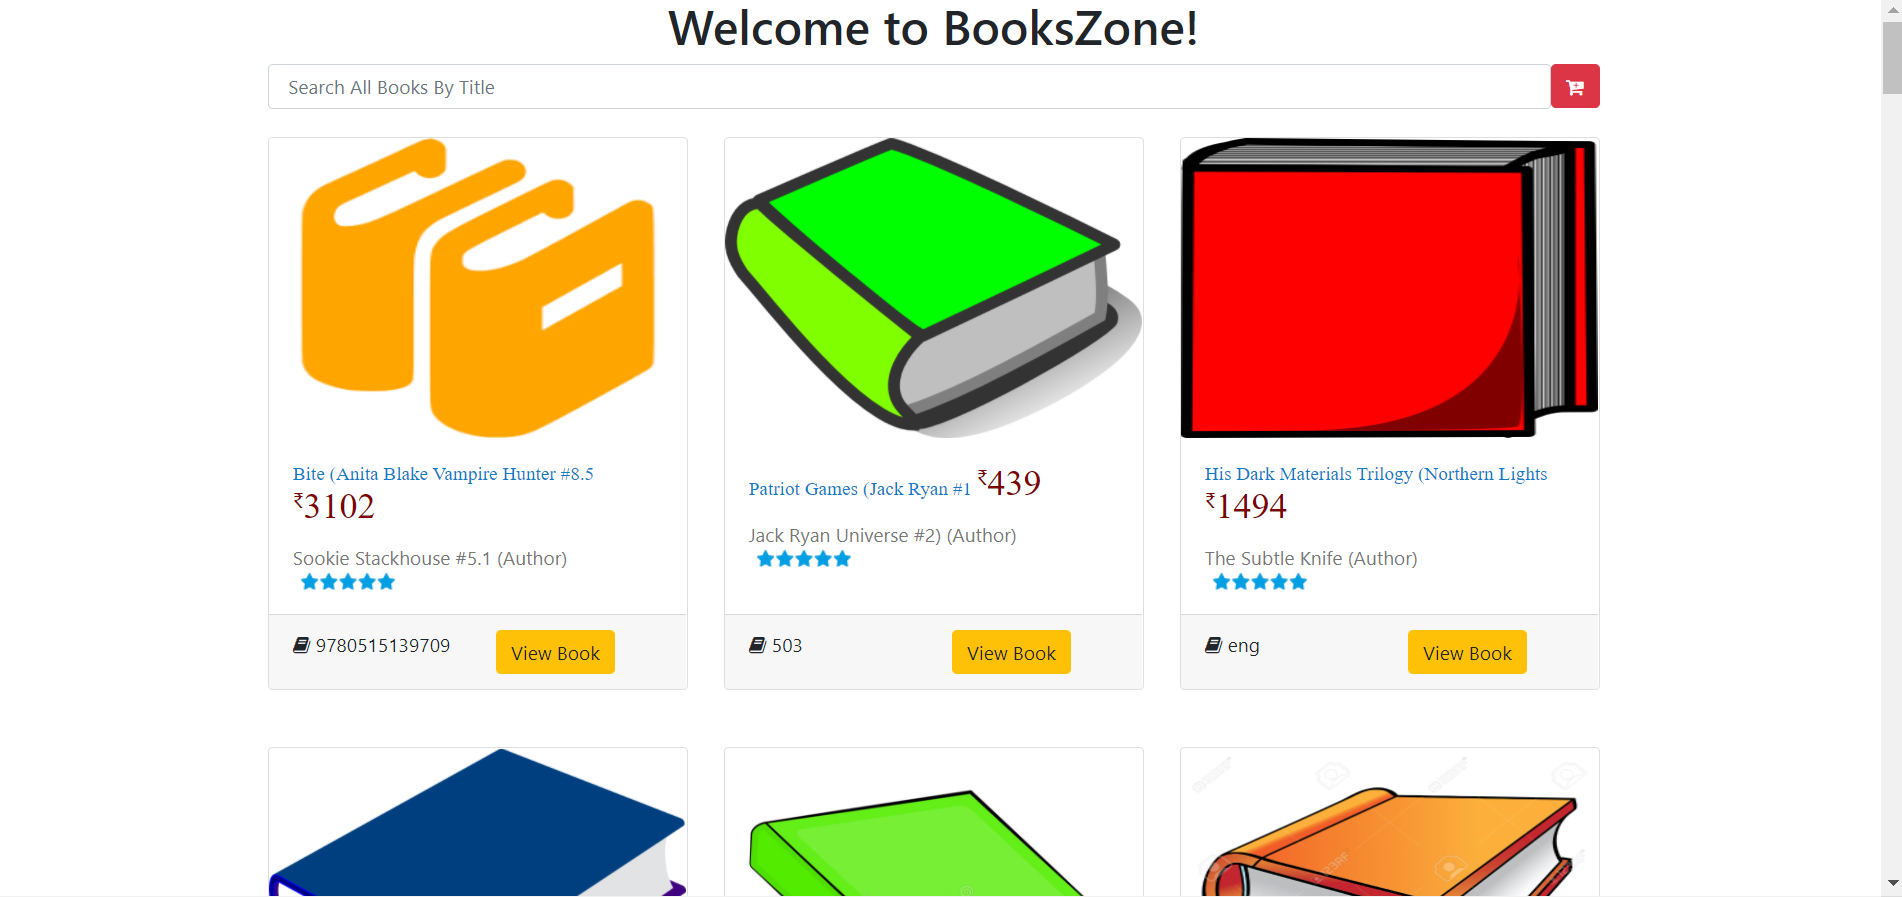 Welcome to BooksZone!
Search All Books By Title
Bite (Anita Blake Vampire Hunter #8.5
₹3102
Sookie Stackhouse #5.1 (Author)
9780515139709
View Book
Patriot Games (Jack Ryan #1 ₹439
Jack Ryan Universe #2) (Author)
503
View Book
His Dark Materials Trilogy (Northern Lights
₹1494
The Subtle Knife (Author)
eng
View Book